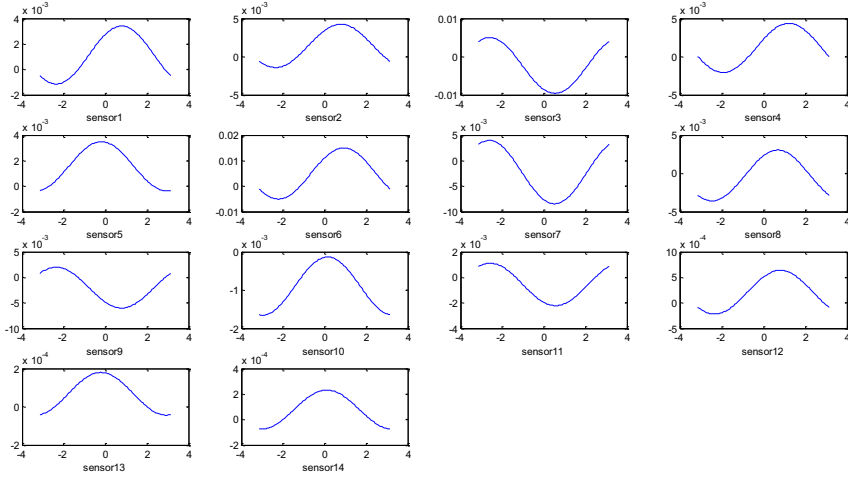 x 10^-3
4
2
0
-2
-4 -2 0 2 4
sensor1
x 10^-3
5
0
-5
-4 -2 0 2 4
sensor2
0.01
0
-0.01
-4 -2 0 2 4
sensor3
x 10^-3
5
0
-5
-4 -2 0 2 4
sensor4
x 10^-3
4
2
0
-2
-4 -2 0 2 4
sensor5
0.02
0.01
0
-0.01
-4 -2 0 2 4
sensor6
x 10^-3
5
0
-5
-10
-4 -2 0 2 4
sensor7
x 10^-3
5
0
-5
-4 -2 0 2 4
sensor8
x 10^-3
5
0
-5
-10
-4 -2 0 2 4
sensor9
x 10^-3
0
-1
-2
-4 -2 0 2 4
sensor10
x 10^-3
2
0
-2
-4
-4 -2 0 2 4
sensor11
x 10^-4
10
5
0
-5
-4 -2 0 2 4
sensor12
x 10^-4
2
0
-2
-4 -2 0 2 4
sensor13
x 10^-4
4
2
0
-2
-4 -2 0 2 4
sensor14